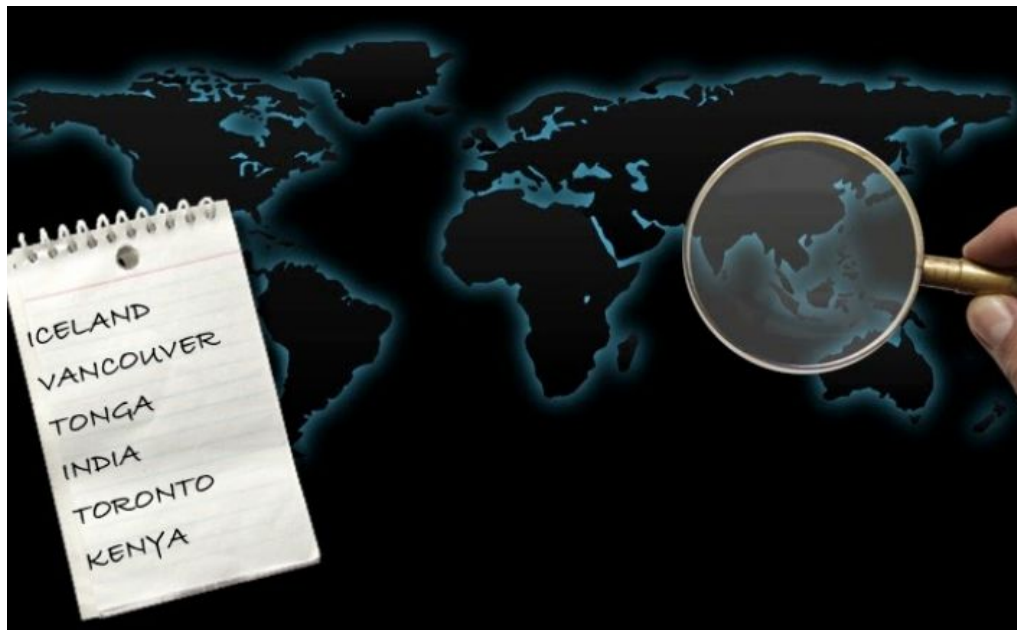 ICELAND
VANCOUVER
TONGA
INDIA
TORONTO
KENYA